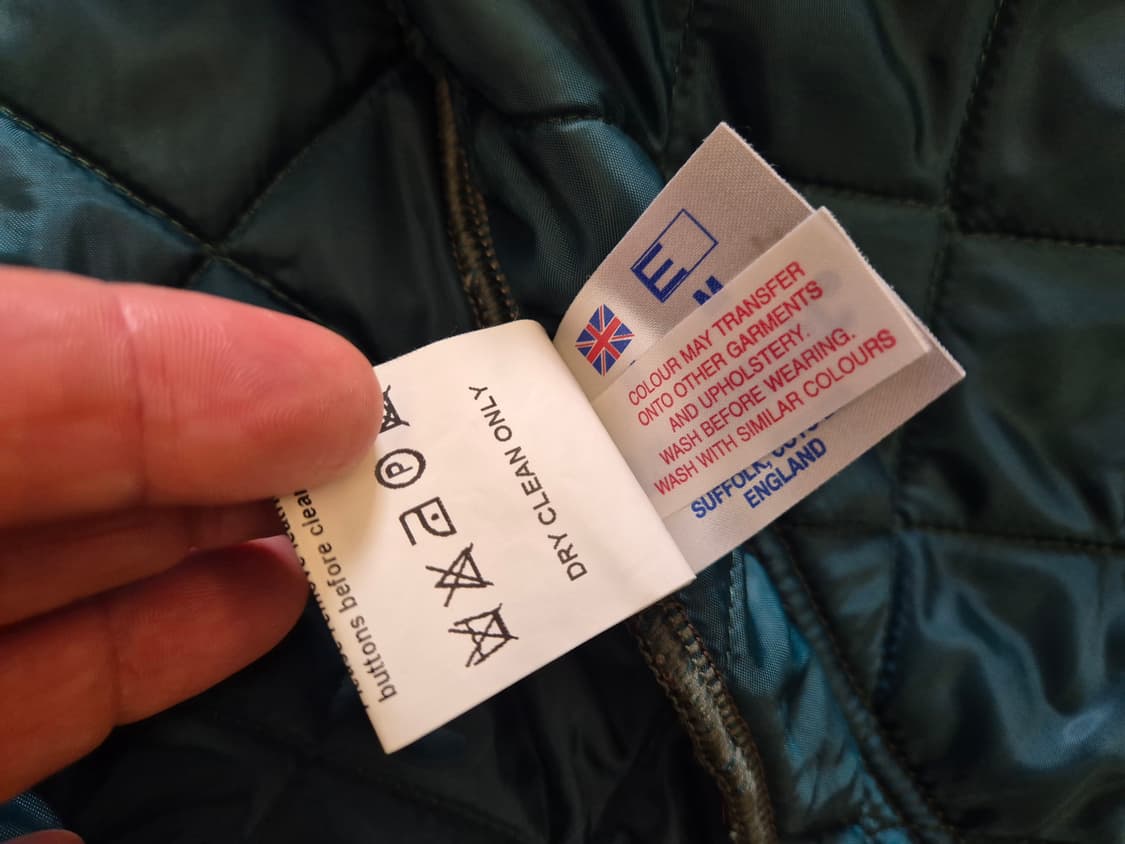 DRY CLEAN ONLY
P
buttons before clean
E
M
COLOUR MAY TRANSFER
ONTO OTHER GARMENTS
AND UPHOLSTERY.
WASH BEFORE WEARING.
WASH WITH SIMILAR COLOURS
SUFFOLK,
ENGLAND